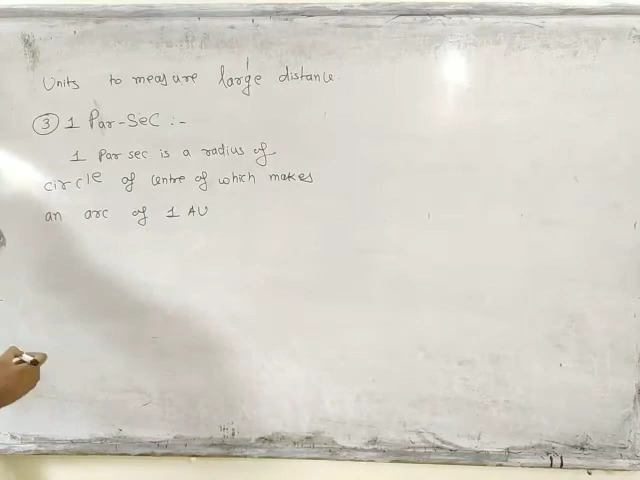 Units to measure large distance.
③ 1 Par-Sec :-
1 Par sec is a radius of
circle of centre of which makes
an arc of 1 AU